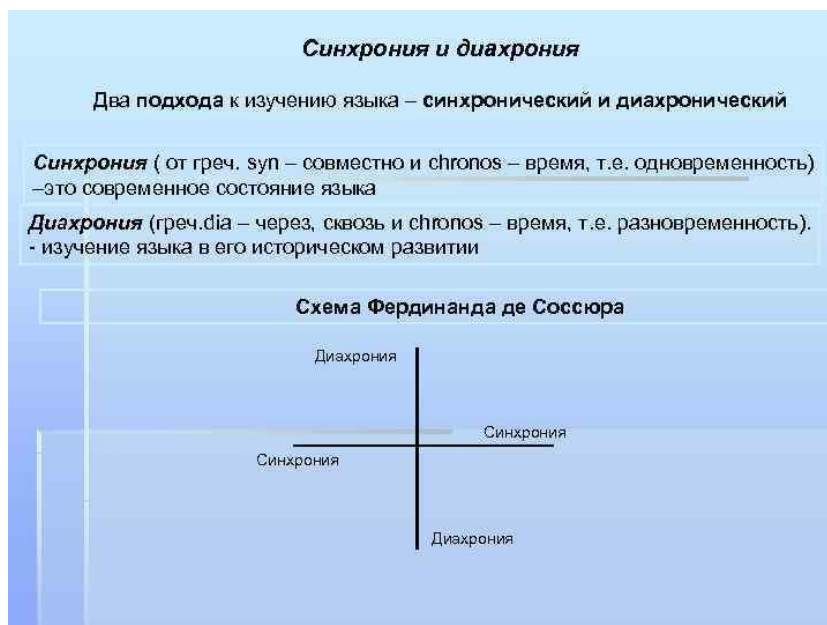 Синхрония и диахрония
Два подхода к изучению языка – синхронический и диахронический
Синхрония ( от греч. syn – совместно и chronos – время, т.е. одновременность)
–это современное состояние языка
Диахрония (греч.dia – через, сквозь и chronos – время, т.е. разновременность).
- изучение языка в его историческом развитии
Схема Фердинанда де Соссюра
Диахрония
Синхрония
Синхрония
Диахрония